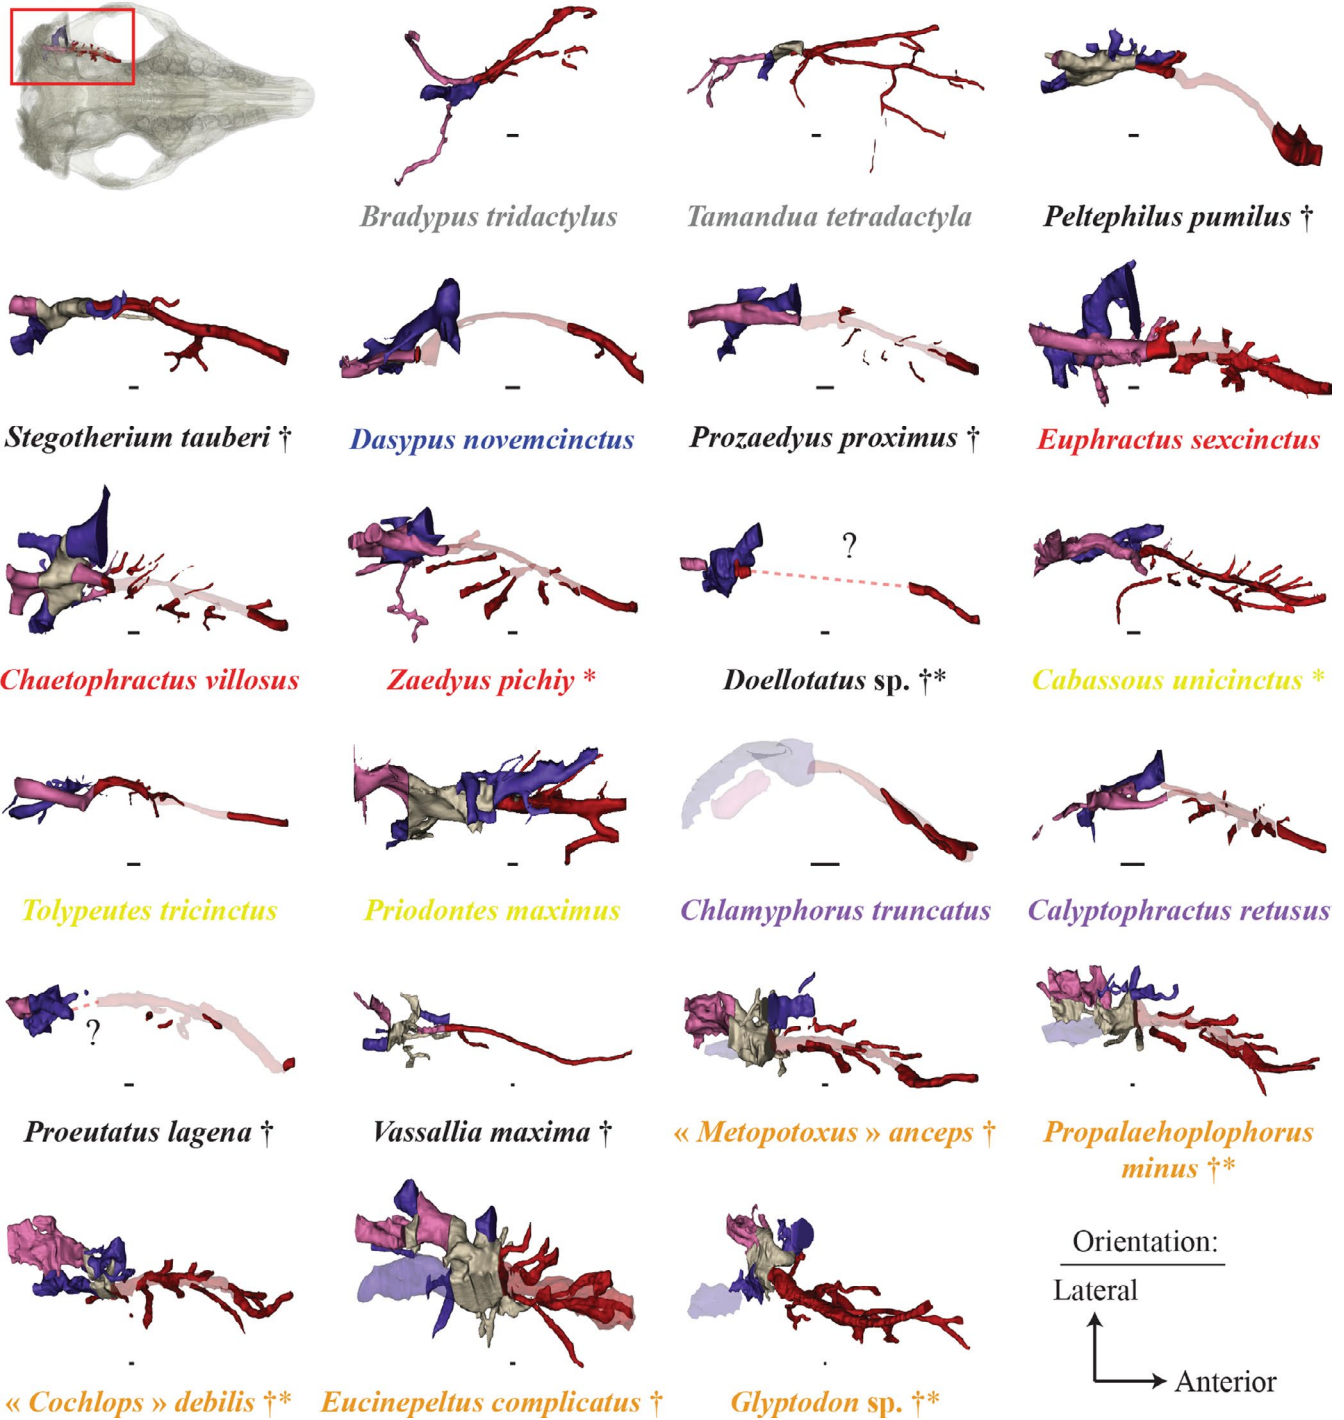 Bradypus tridactylus
Tamandua tetradactyla
Peltephilus pumilus †
Stegotherium tauberi †
Dasypus novemcinctus
Prozaedyus proximus †
Euphractus sexcinctus
?
Chaetophractus villosus
Zaedyus pichiy *
Doellotatus sp. †*
Cabassous unicinctus *
Tolypeutes tricinctus
Priodontes maximus
Chlamyphorus truncatus
Calyptophractus retusus
?
Proeutatus lagena †
Vassallia maxima †
« Metopotoxus » anceps †
Propalaehoplophorus
minus †*
« Cochlops » debilis †*
Eucinepeltus complicatus †
Glyptodon sp. †*
Orientation:
Lateral
Anterior